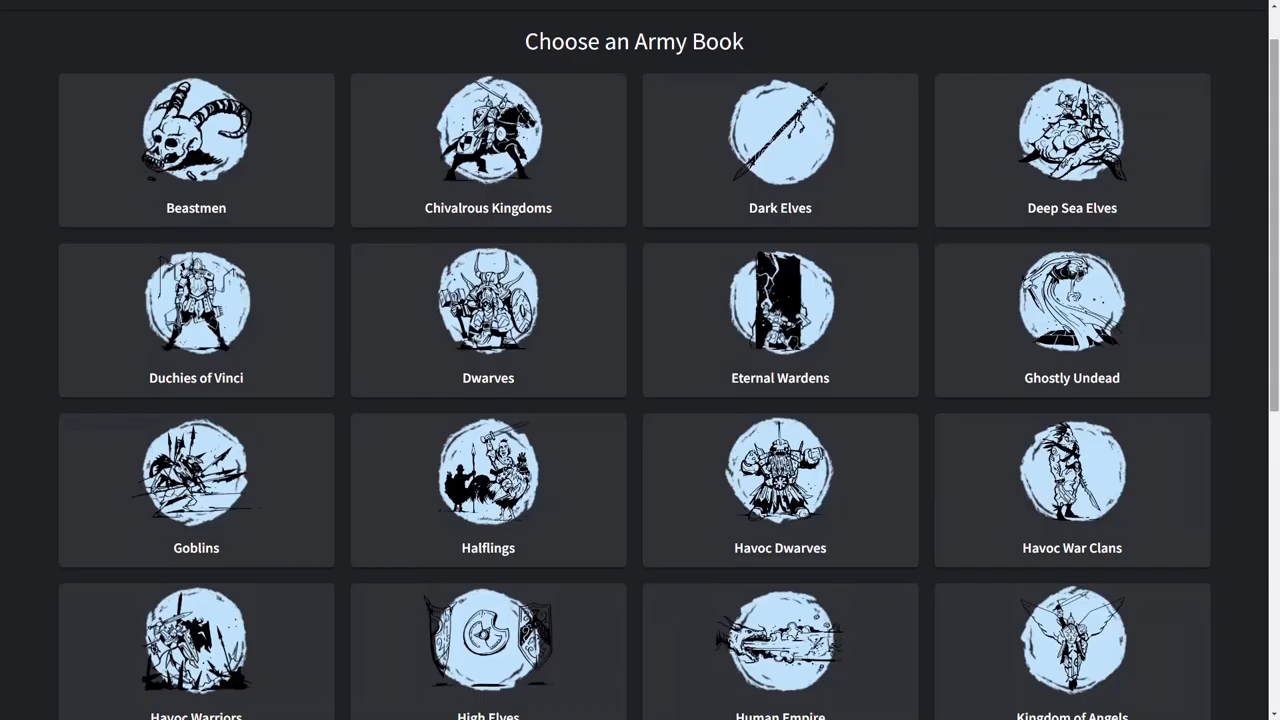 Choose an Army Book
Beastmen
Chivalrous Kingdoms
Dark Elves
Deep Sea Elves
Duchies of Vinci
Dwarves
Eternal Wardens
Ghostly Undead
Goblins
Halflings
Havoc Dwarves
Havoc War Clans
Havoc Warriors
High Elves
Human Empire
Kingdom of Angels